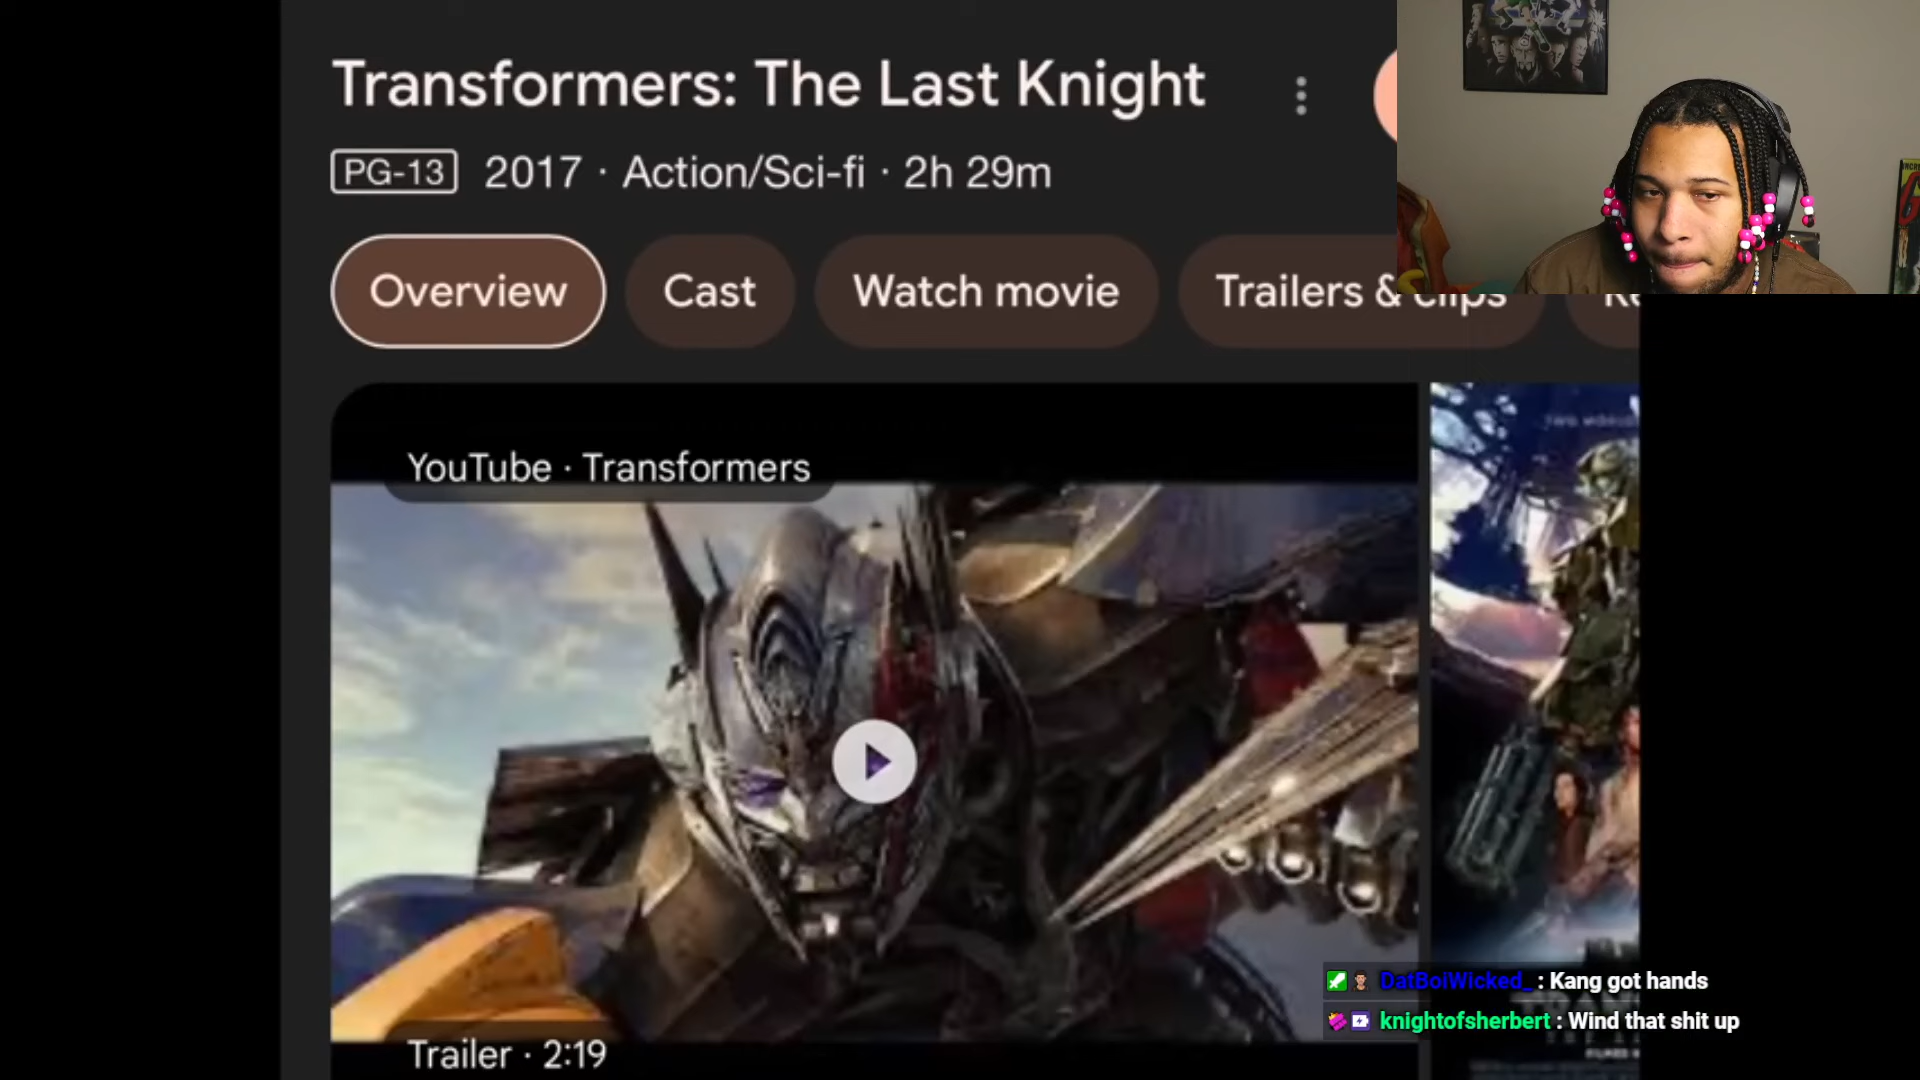 Transformers: The Last Knight
PG-13 2017 · Action/Sci-fi · 2h 29m
Overview
Cast
Watch movie
Trailers & clips
YouTube · Transformers
Trailer · 2:19
DatBoiWicked_ : Kang got hands
knightofsherbert : Wind that shit up